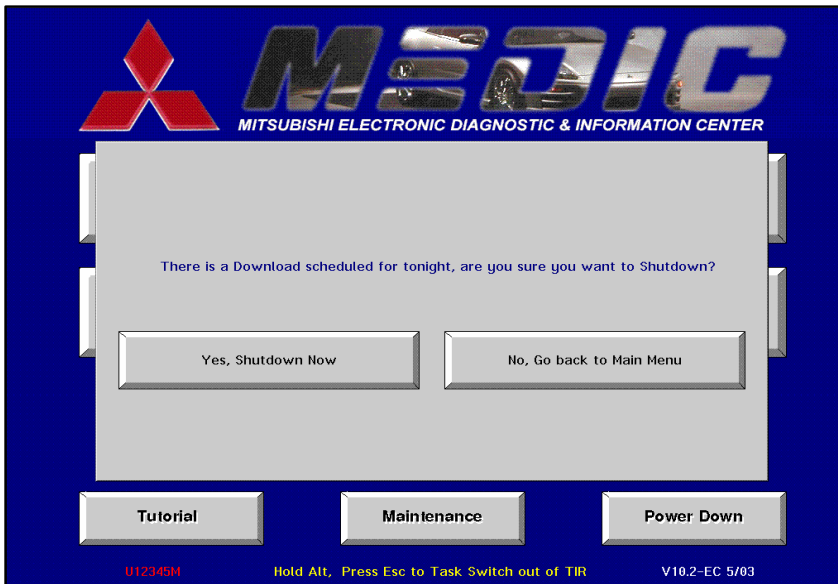 MEDIC
MITSUBISHI ELECTRONIC DIAGNOSTIC & INFORMATION CENTER
There is a Download scheduled for tonight, are you sure you want to Shutdown?
Yes, Shutdown Now
No, Go back to Main Menu
Tutorial
Maintenance
Power Down
U12345M
Hold Alt, Press Esc to Task Switch out of TIR
V10.2-EC 5/03